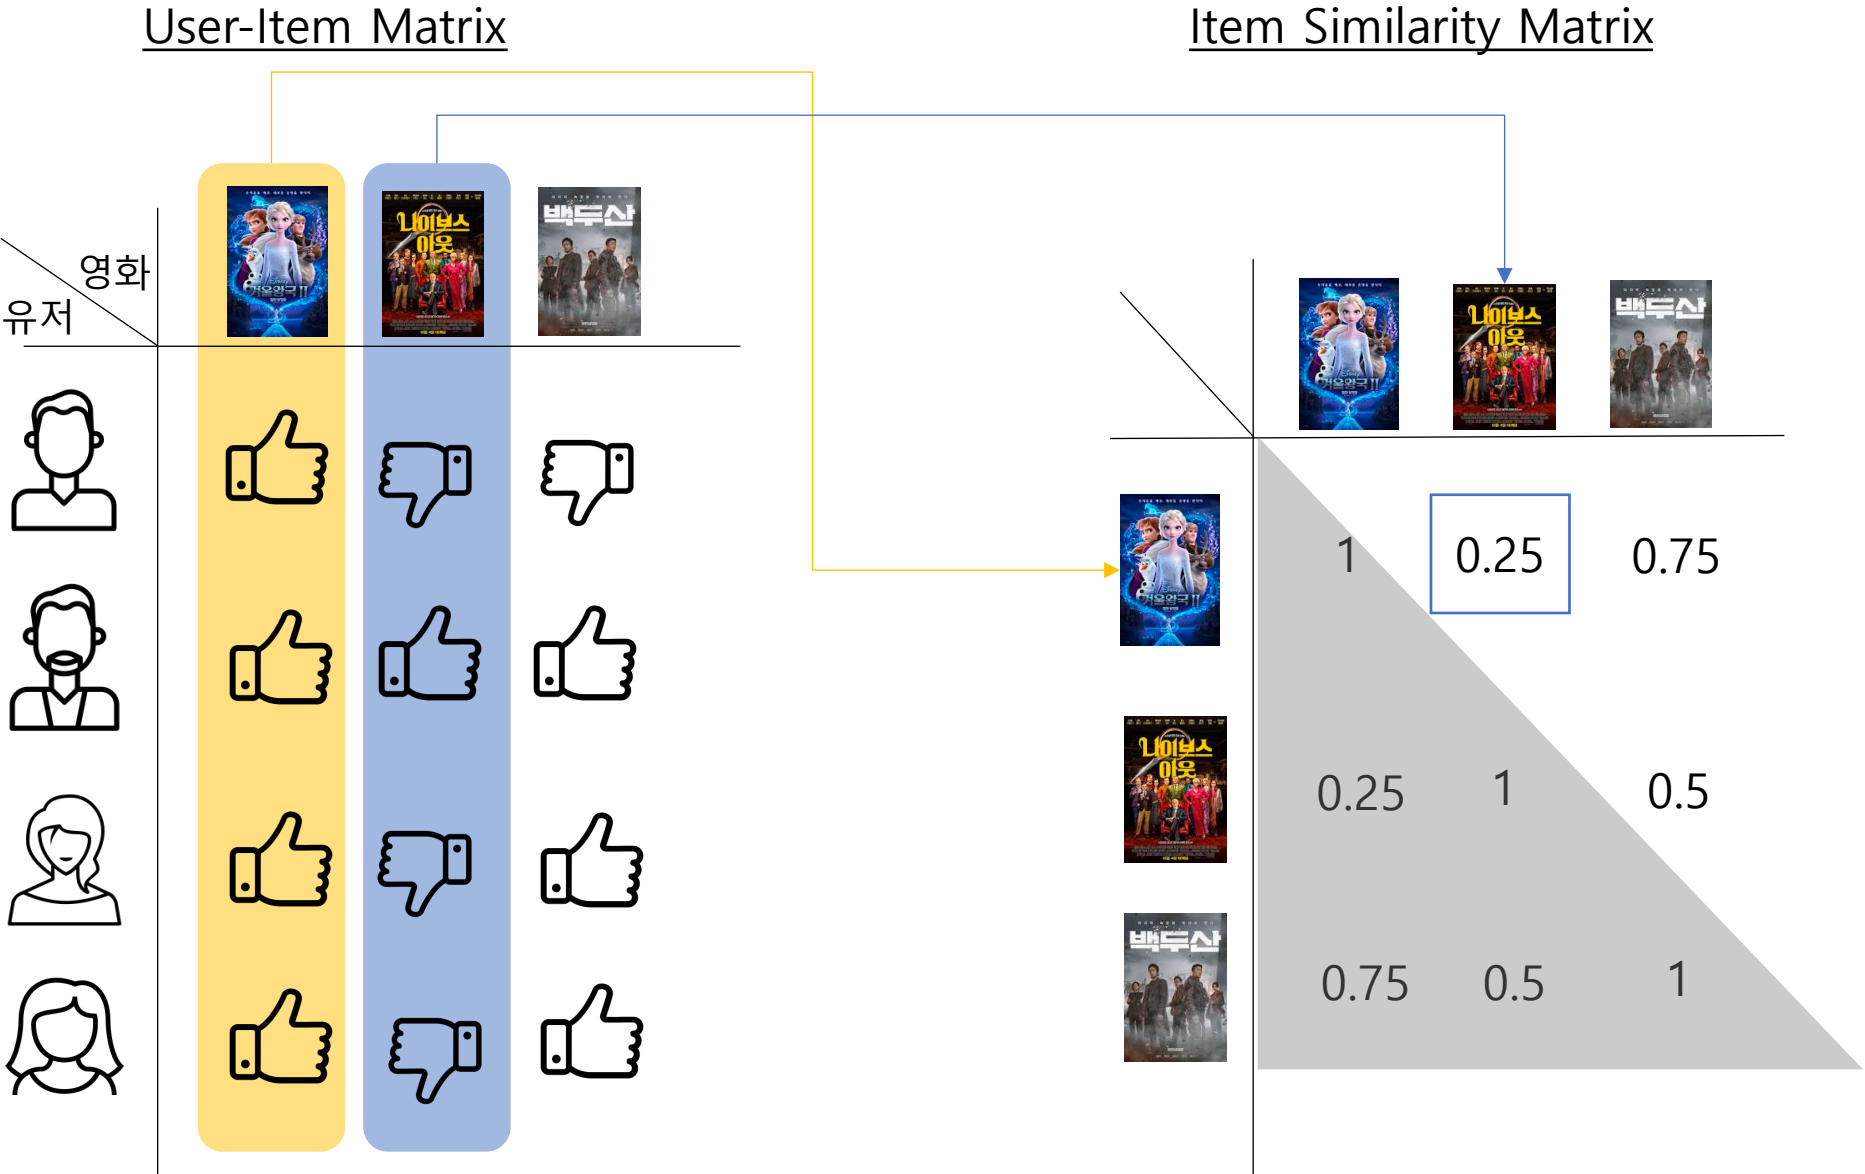 User-Item Matrix
Item Similarity Matrix
영화
유저
겨울왕국 II
나이브스
아웃
백두산
겨울왕국 II
나이브스
아웃
백두산
겨울왕국 II
1
0.25
0.75
나이브스
아웃
0.25
1
0.5
백두산
0.75
0.5
1